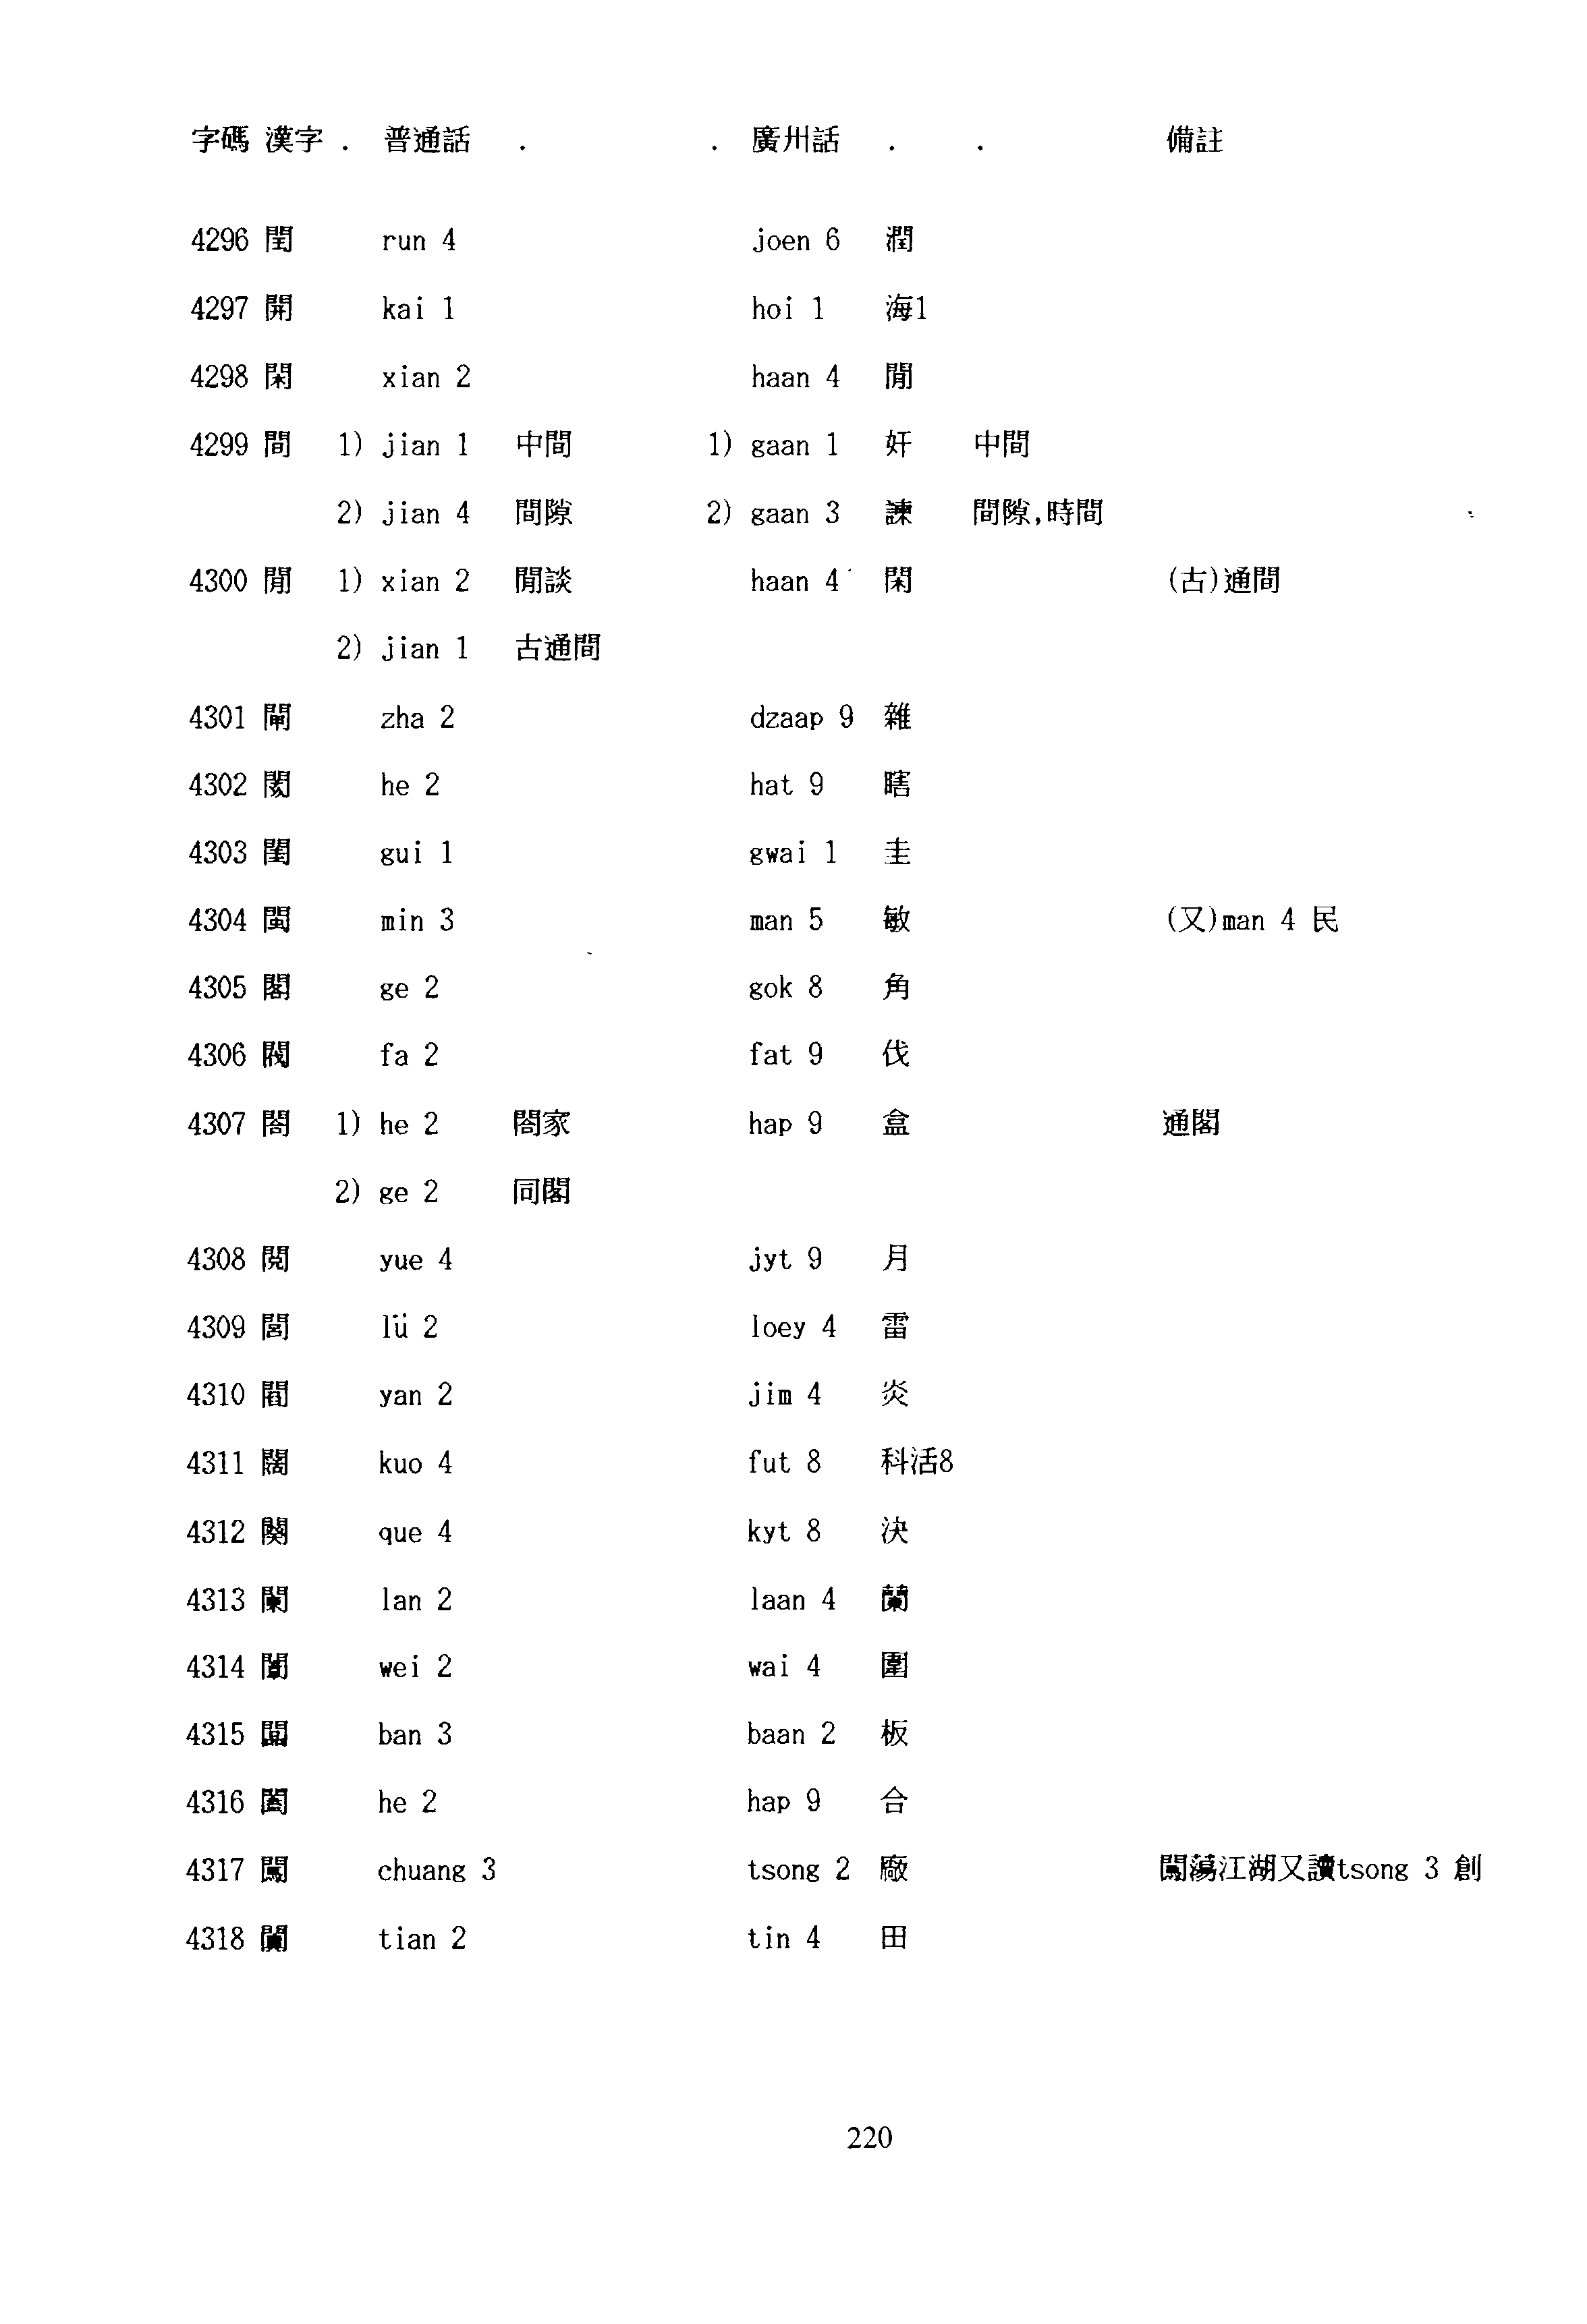 字碼 漢字 . 普通話 . . 廣州話 . . 備註
4296 閏 run 4 joen 6 潤
4297 開 kai 1 hoi 1 海1
4298 閑 xian 2 haan 4 閒
4299 間 1) jian 1 中間 1) gaan 1 奸 中間
2) jian 4 間隙 2) gaan 3 諫 間隙,時間
4300 閒 1) xian 2 閒談 haan 4 閑 (古)通間
2) jian 1 古通間
4301 閘 zha 2 dzaap 9 雜
4302 閡 he 2 hat 9 瞎
4303 閨 gui 1 gwai 1 圭
4304 閩 min 3 man 5 敏 (又)man 4 民
4305 閣 ge 2 gok 8 角
4306 閥 fa 2 fat 9 伐
4307 閤 1) he 2 閤家 hap 9 盒 通閣
2) ge 2 同閣
4308 閱 yue 4 jyt 9 月
4309 閭 lü 2 loey 4 雷
4310 閻 yan 2 jim 4 炎
4311 闊 kuo 4 fut 8 科活8
4312 闋 que 4 kyt 8 決
4313 闌 lan 2 laan 4 蘭
4314 闈 wei 2 wai 4 圍
4315 闆 ban 3 baan 2 板
4316 闔 he 2 hap 9 合
4317 闖 chuang 3 tsong 2 廠 闖蕩江湖又讀tsong 3 創
4318 闐 tian 2 tin 4 田
220